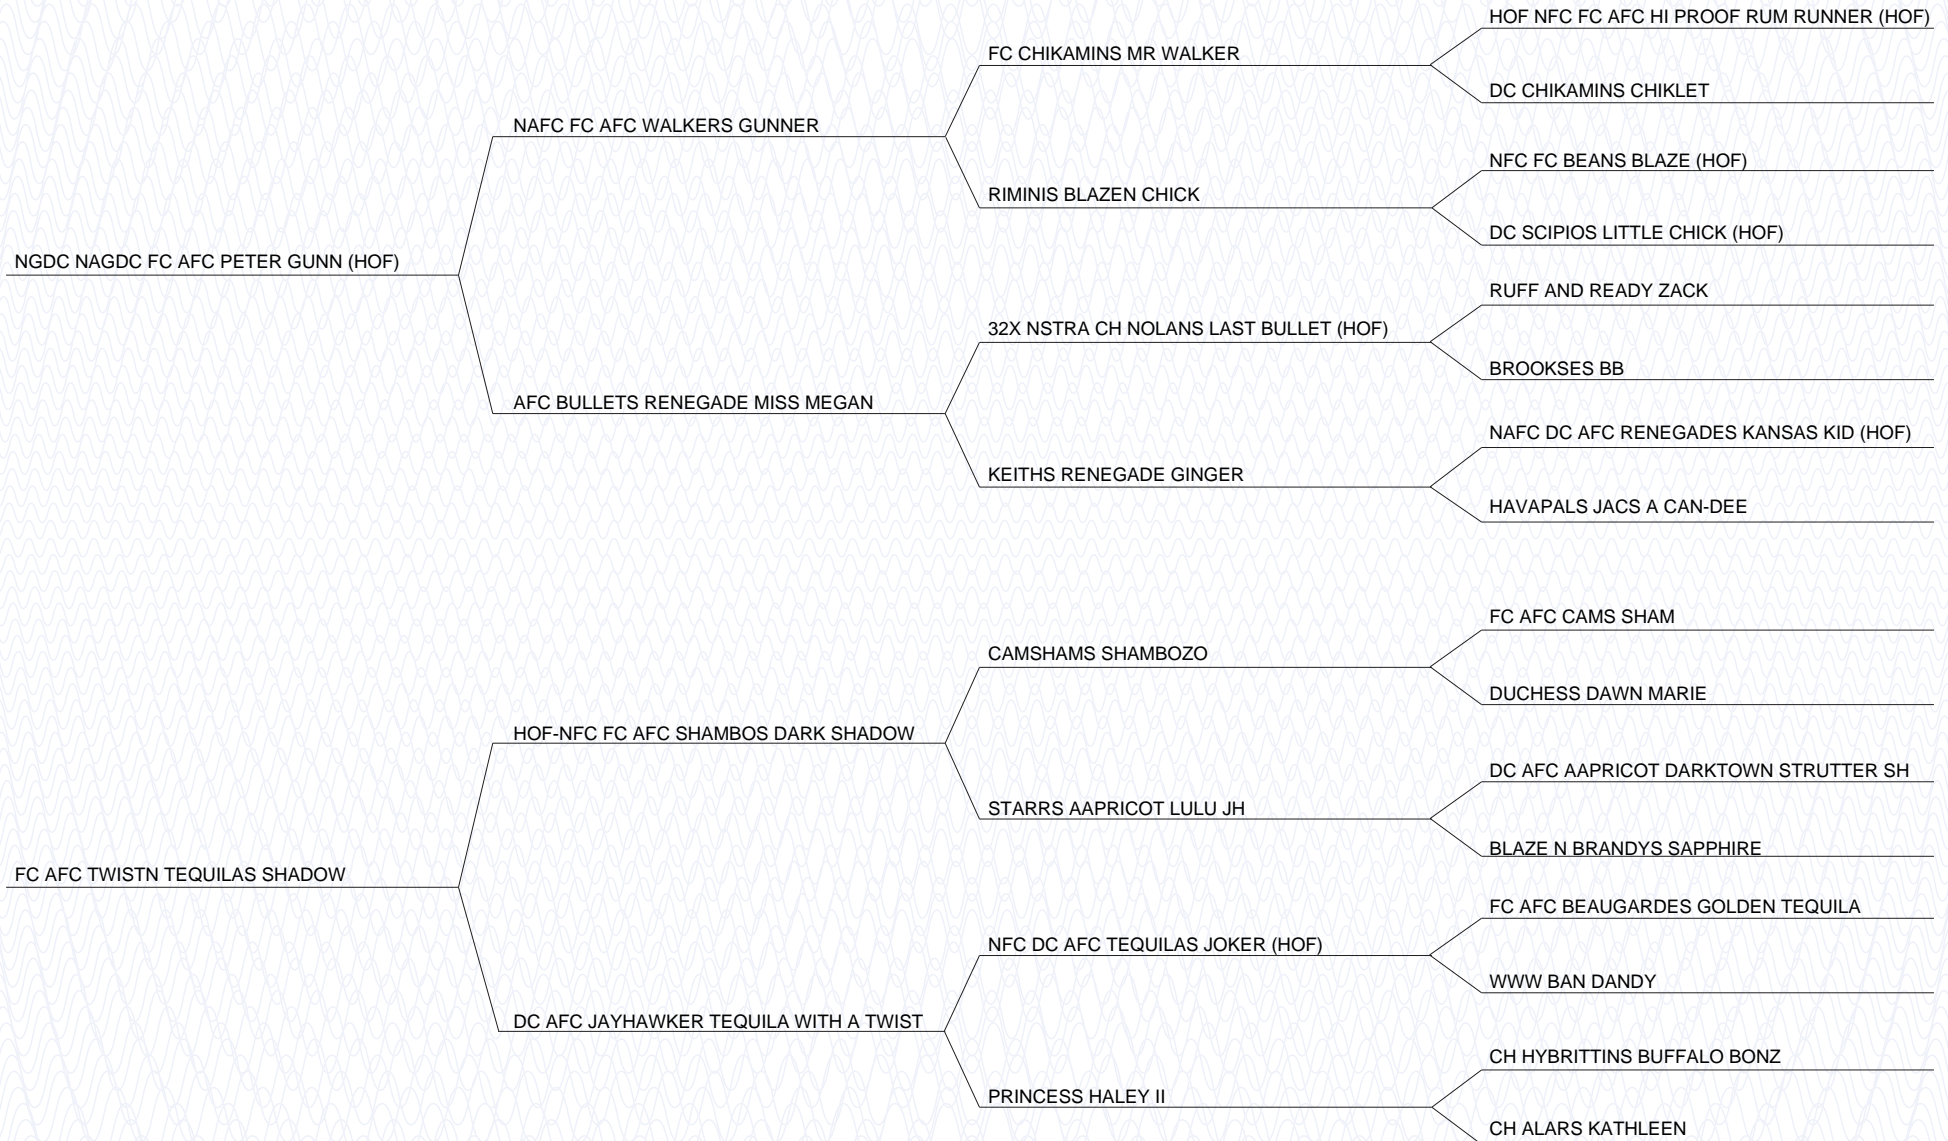 HOF NFC FC AFC HI PROOF RUM RUNNER (HOF)
FC CHIKAMINS MR WALKER
DC CHIKAMINS CHIKLET
NAFC FC AFC WALKERS GUNNER
NFC FC BEANS BLAZE (HOF)
RIMINIS BLAZEN CHICK
DC SCIPIOS LITTLE CHICK (HOF)
NGDC NAGDC FC AFC PETER GUNN (HOF)
RUFF AND READY ZACK
32X NSTRA CH NOLANS LAST BULLET (HOF)
BROOKSES BB
AFC BULLETS RENEGADE MISS MEGAN
NAFC DC AFC RENEGADES KANSAS KID (HOF)
KEITHS RENEGADE GINGER
HAVAPALS JACS A CAN-DEE
FC AFC CAMS SHAM
CAMSHAMS SHAMBOZO
DUCHESS DAWN MARIE
HOF-NFC FC AFC SHAMBOS DARK SHADOW
DC AFC AAPRICOT DARKTOWN STRUTTER SH
STARRS AAPRICOT LULU JH
BLAZE N BRANDYS SAPPHIRE
FC AFC TWISTN TEQUILAS SHADOW
FC AFC BEAUGARDES GOLDEN TEQUILA
NFC DC AFC TEQUILAS JOKER (HOF)
WWW BAN DANDY
DC AFC JAYHAWKER TEQUILA WITH A TWIST
CH HYBRITTINS BUFFALO BONZ
PRINCESS HALEY II
CH ALARS KATHLEEN